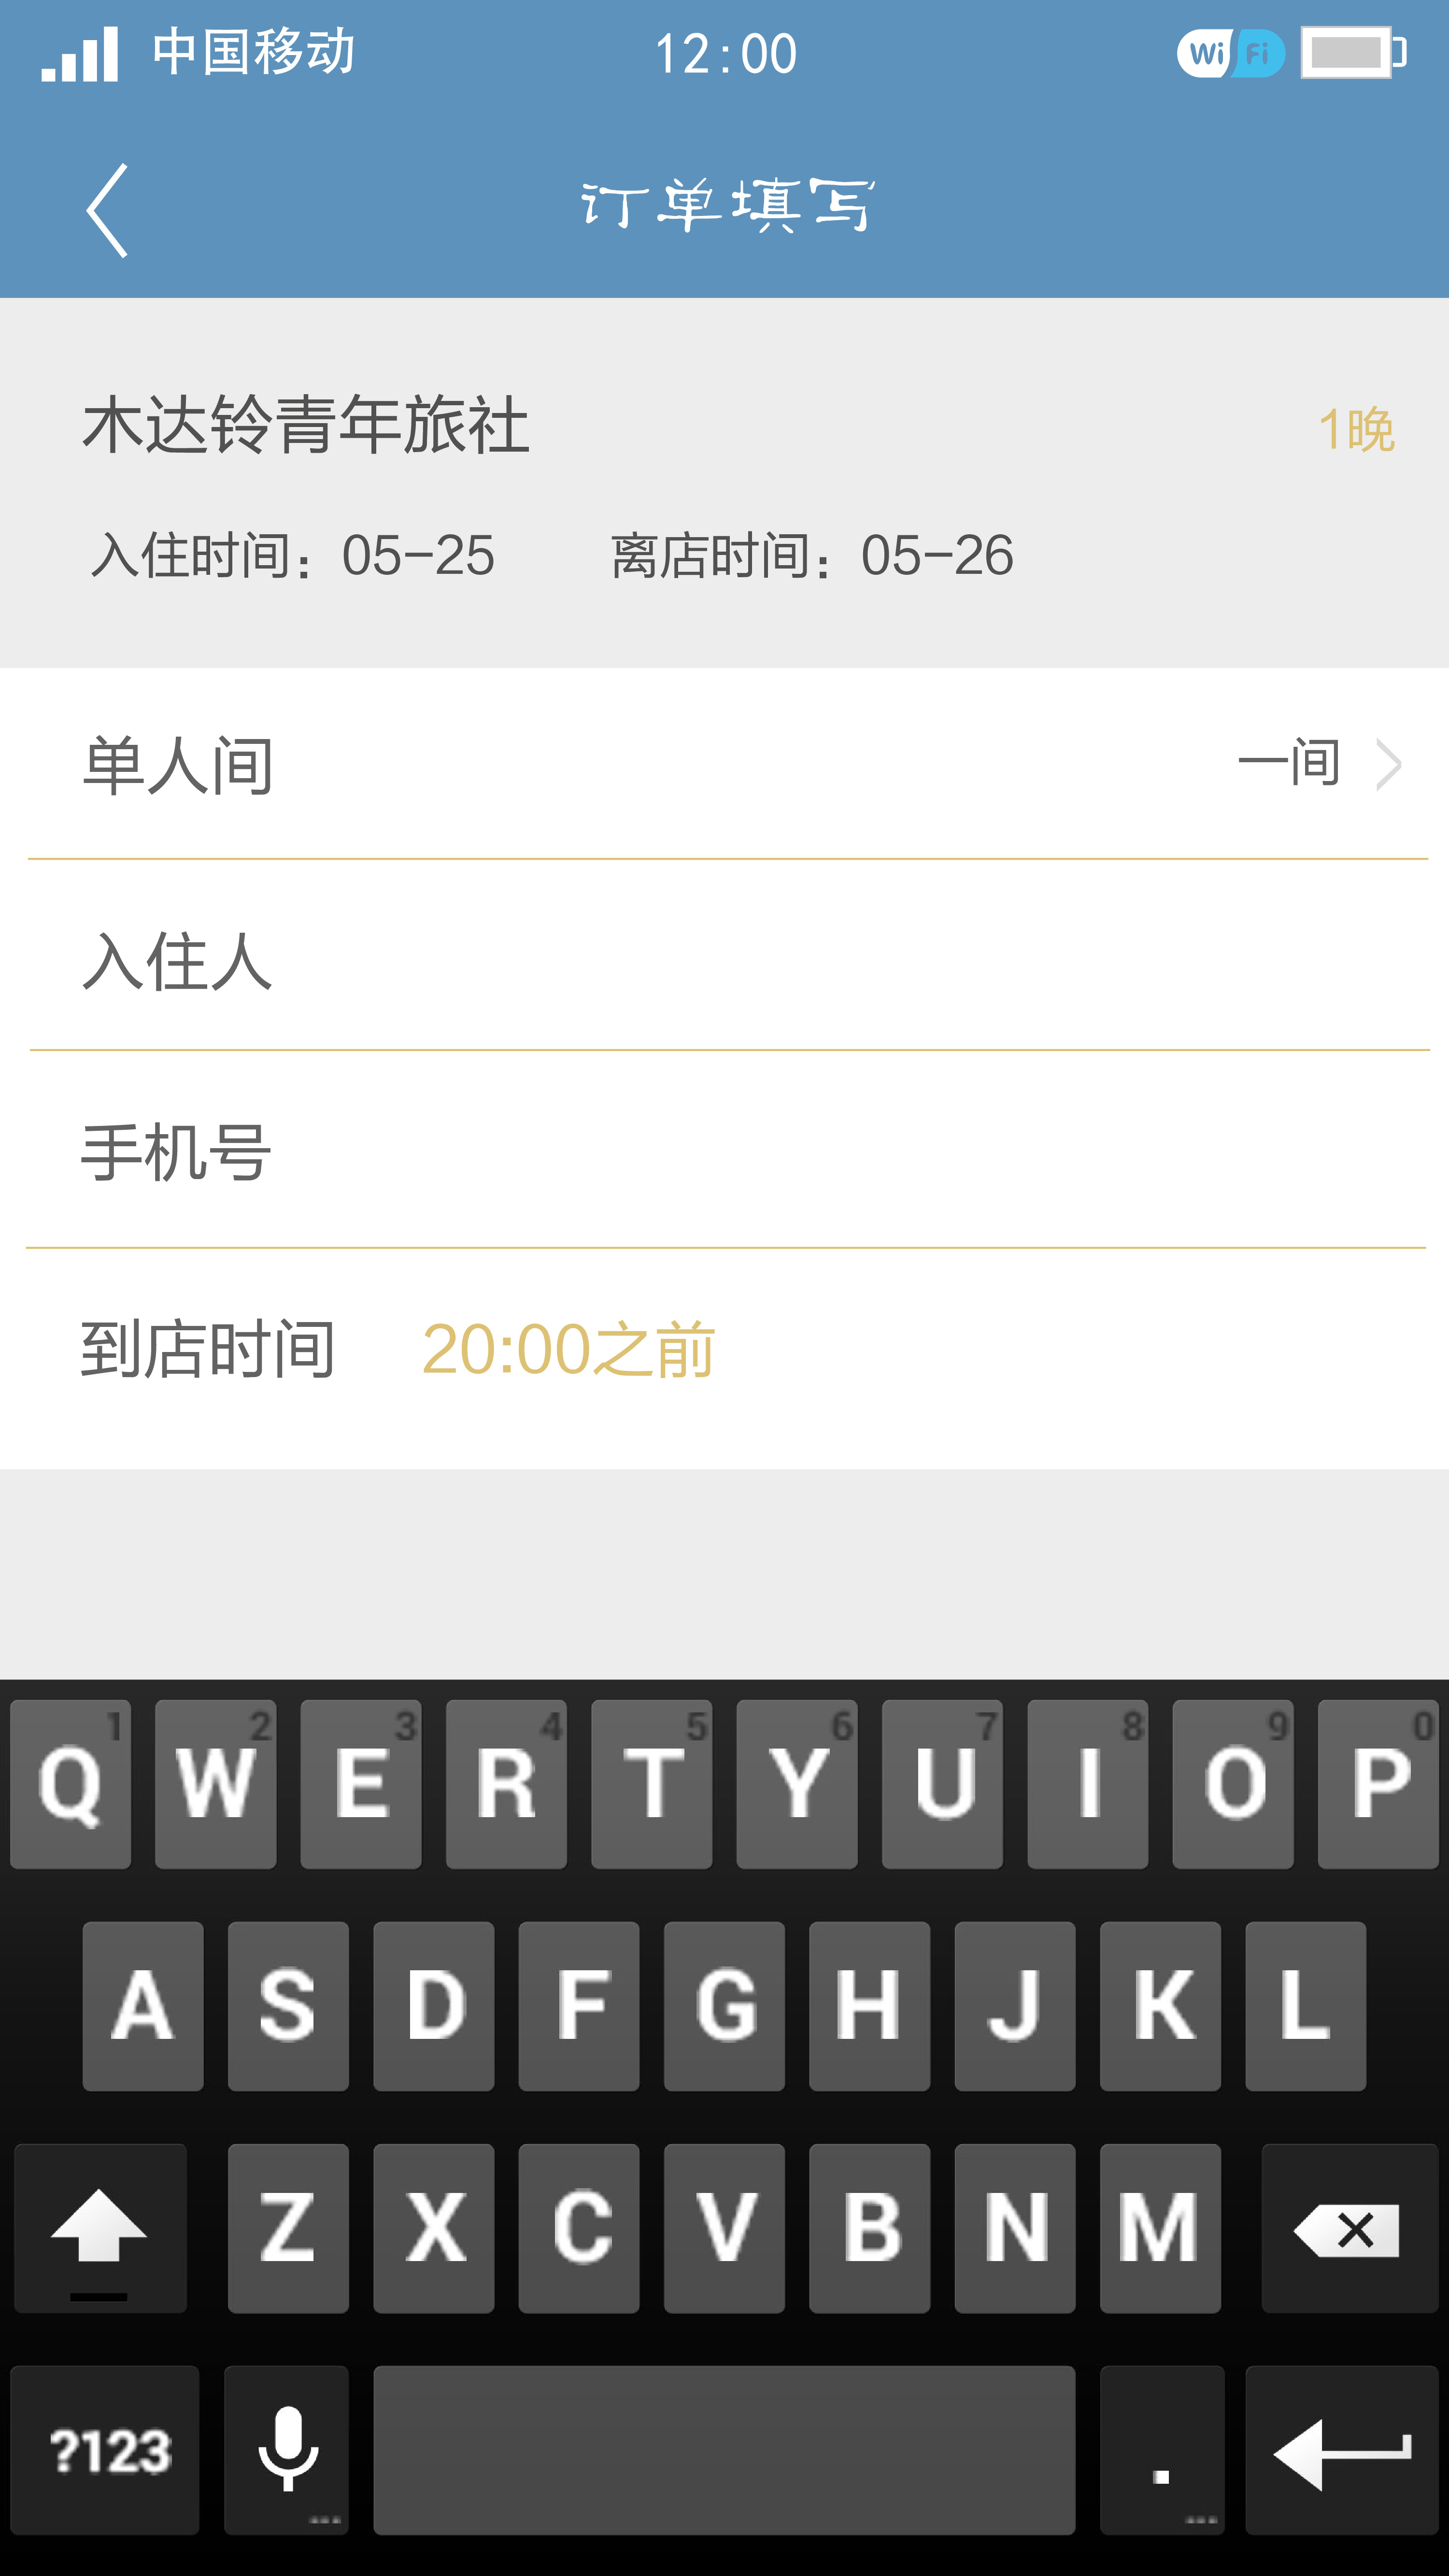 中国移动 12:00 Wi Fi
订单填写
木达铃青年旅社 1晚
入住时间：05-25 离店时间：05-26
单人间 一间
入住人
手机号
到店时间 20:00之前
1 2 3 4 5 6 7 8 9 0
Q W E R T Y U I O P
A S D F G H J K L
Z X C V B N M
?123 ... . ...